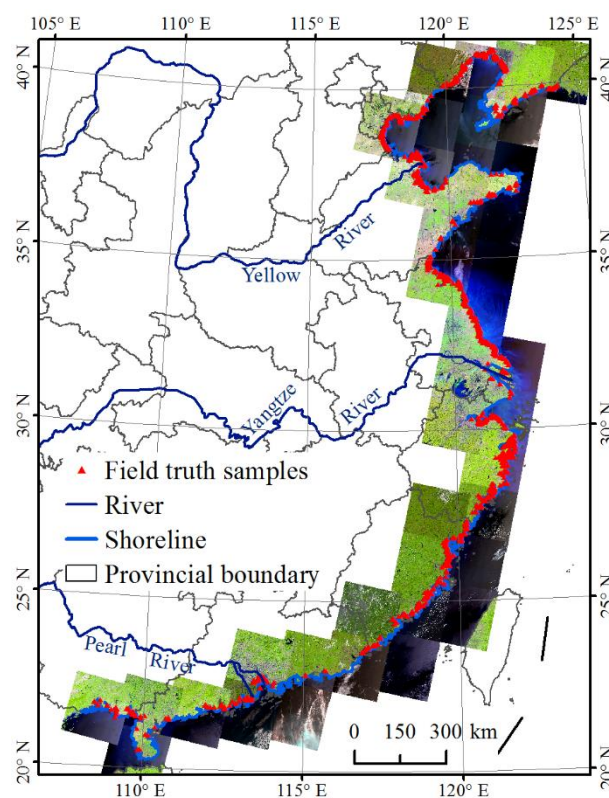 105° E 110° E 115° E 120° E 125° E
40° N
40° N
35° N
35° N
30° N
30° N
25° N
25° N
20° N
20° N
Yellow River
Yangtze River
Field truth samples
River
Shoreline
Provincial boundary
Pearl River
0 150 300 km
110° E 115° E 120° E